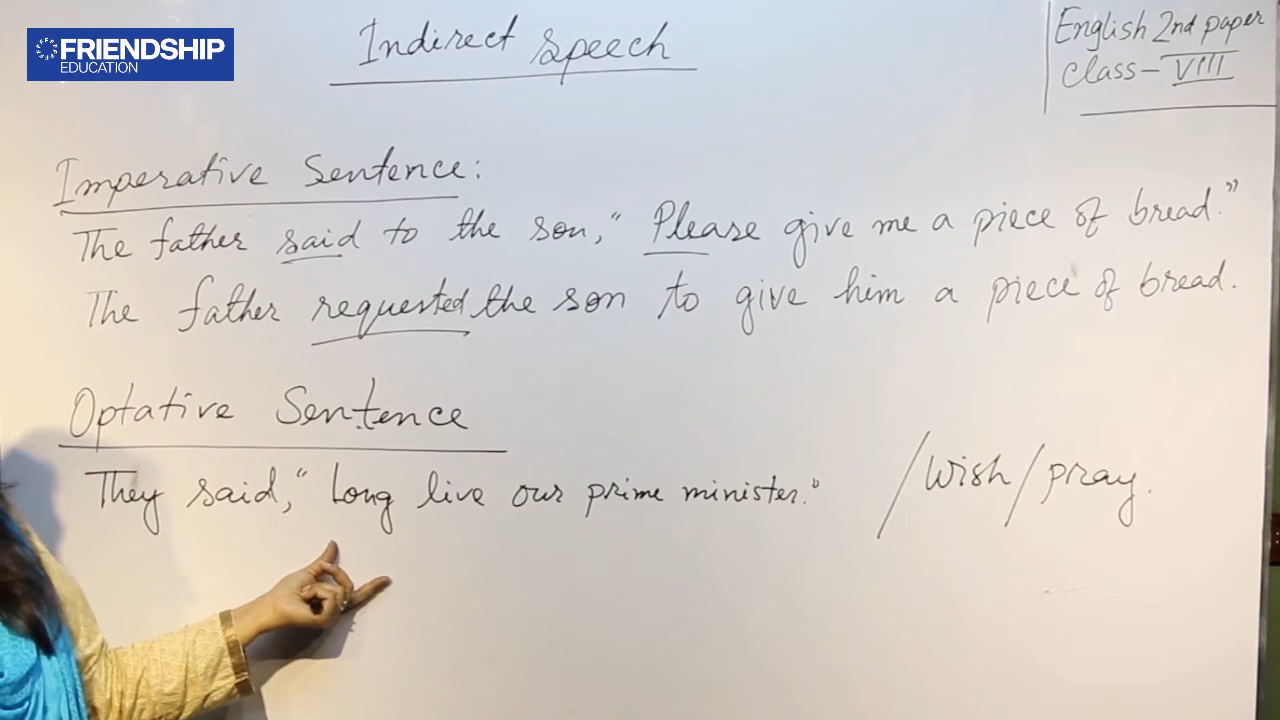 FRIENDSHIP
EDUCATION
Indirect speech
English 2nd paper
class - VIII
Imperative Sentence:
The father said to the son, "Please give me a piece of bread."
The father requested the son to give him a piece of bread.
Optative Sentence
They said, "Long live our prime minister." /wish/pray.